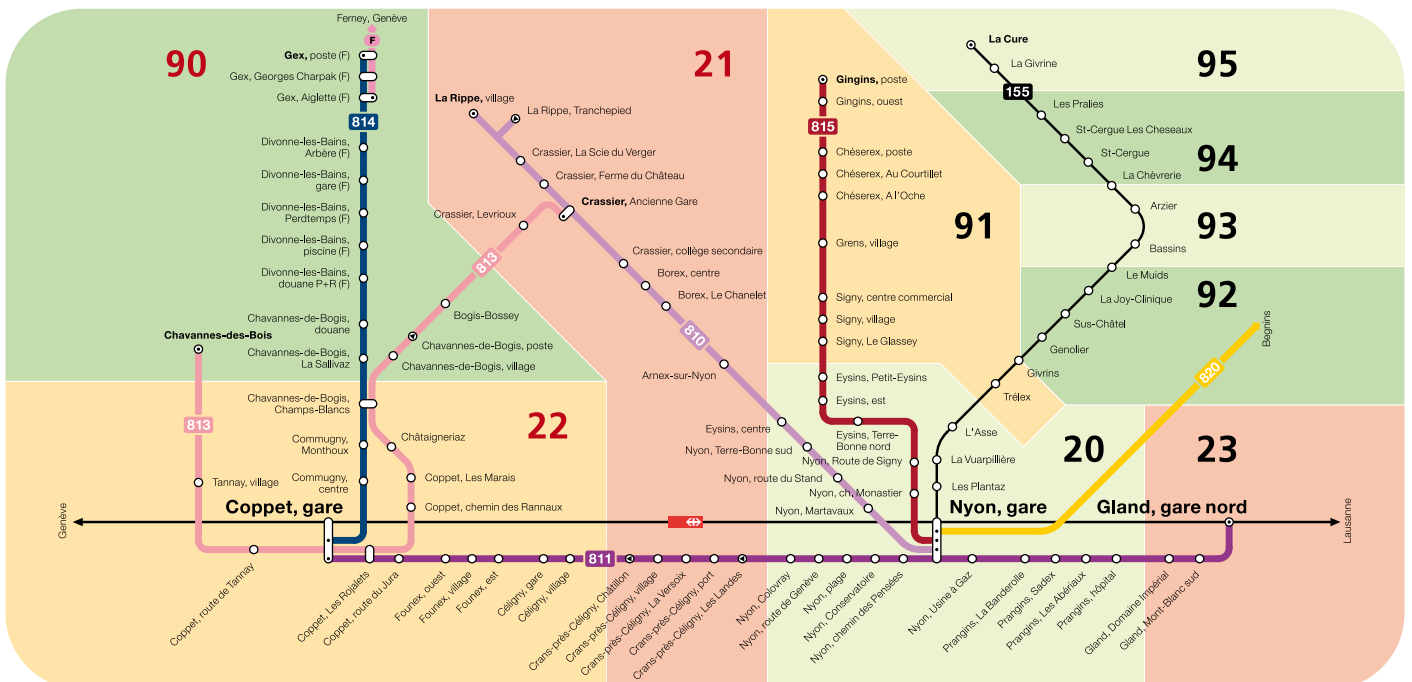 Ferney, Genève
F
90
Gex, poste (F)
Gex, Georges Charpak (F)
Gex, Aiglette (F)
814
Divonne-les-Bains,
Arbère (F)
Divonne-les-Bains,
gare (F)
Divonne-les-Bains,
Perdtemps (F)
Divonne-les-Bains,
piscine (F)
Divonne-les-Bains,
douane P+R (F)
Chavannes-de-Bogis,
douane
Chavannes-des-Bois
Chavannes-de-Bogis,
La Sallivaz
Chavannes-de-Bogis,
Champs-Blancs
Commugny,
Monthoux
Commugny,
centre
813
Tannay, village
Coppet, gare
Genève
Coppet, route de Tannay
21
La Rippe, village
La Rippe, Tranchepied
Crassier, La Scie du Verger
Crassier, Ferme du Château
Crassier, Ancienne Gare
Crassier, Levrioux
813
Bogis-Bossey
Chavannes-de-Bogis, poste
Chavannes-de-Bogis, village
22
Châtaigneriaz
Coppet, Les Marais
Coppet, chemin des Rannaux
Crassier, collège secondaire
Borex, centre
Borex, Le Chanelet
810
Arnex-sur-Nyon
Eysins, centre
Nyon, Terre-Bonne sud
Nyon, route du Stand
Nyon, Martavaux
Gingins, poste
Gingins, ouest
815
Chéserex, poste
Chéserex, Au Courtillet
Chéserex, A l'Oche
Grens, village
Signy, centre commercial
Signy, village
Signy, Le Glassey
Eysins, Petit-Eysins
Eysins, est
Eysins, Terre-
Bonne nord
Nyon, Route de Signy
Nyon, ch. Monastier
91
La Cure
La Givrine
155
Les Pralies
St-Cergue Les Cheseaux
St-Cergue
La Chèvrerie
Arzier
Bassins
Le Muids
La Joy-Clinique
Sus-Châtel
Genolier
Givrins
Trélex
L'Asse
La Vuarpillière
Les Plantaz
Nyon, gare
95
94
93
92
Begnins
820
20
23
Gland, gare nord
Lausanne
811
Coppet, Les Rojalets
Coppet, route du Jura
Founex, ouest
Founex, village
Founex, est
Céligny, gare
Céligny, village
Crans-près-Céligny, Châtillon
Crans-près-Céligny, village
Crans-près-Céligny, La Versoix
Crans-près-Céligny, port
Crans-près-Céligny, Les Landes
Nyon, Colovray
Nyon, route de Genève
Nyon, plage
Nyon, Conservatoire
Nyon, chemin des Pensées
Nyon, Usine à Gaz
Prangins, La Banderolle
Prangins, Sadex
Prangins, Les Abériaux
Prangins, hôpital
Gland, Domaine Impérial
Gland, Mont-Blanc sud